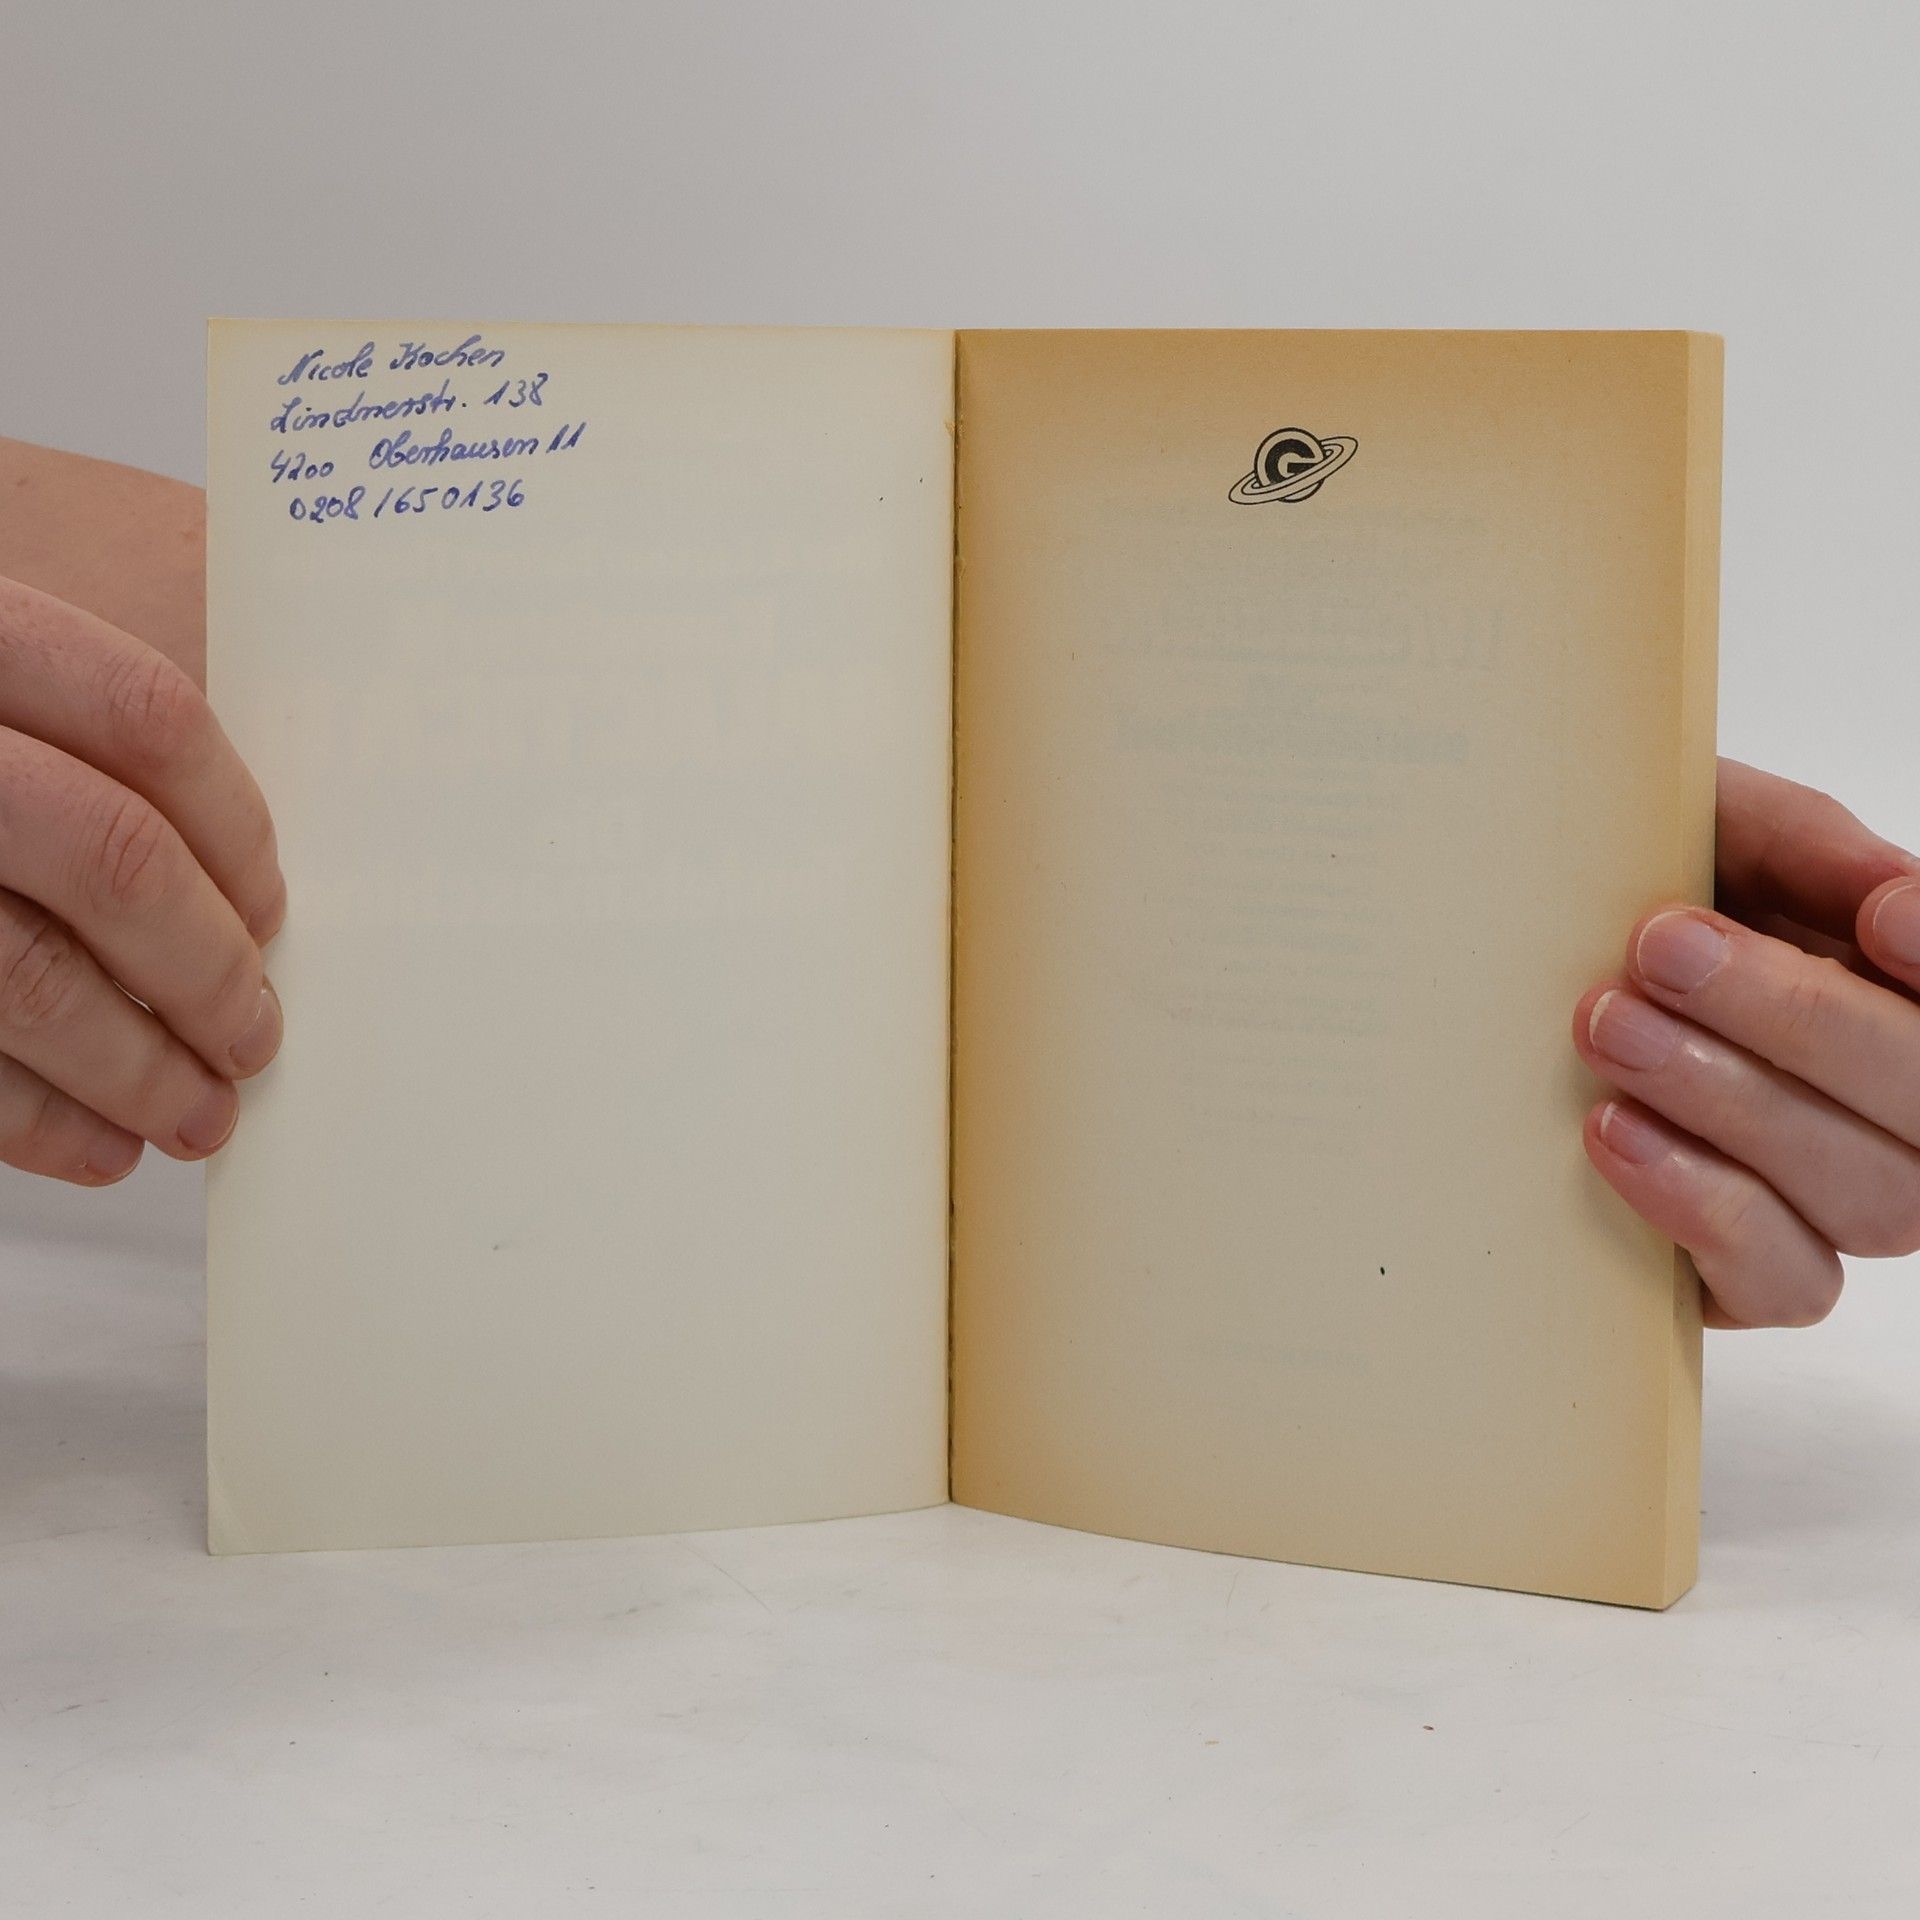 Nicole Kochen
Lindnerstr. 138
4200 Oberhausen 11
0208/650136
G